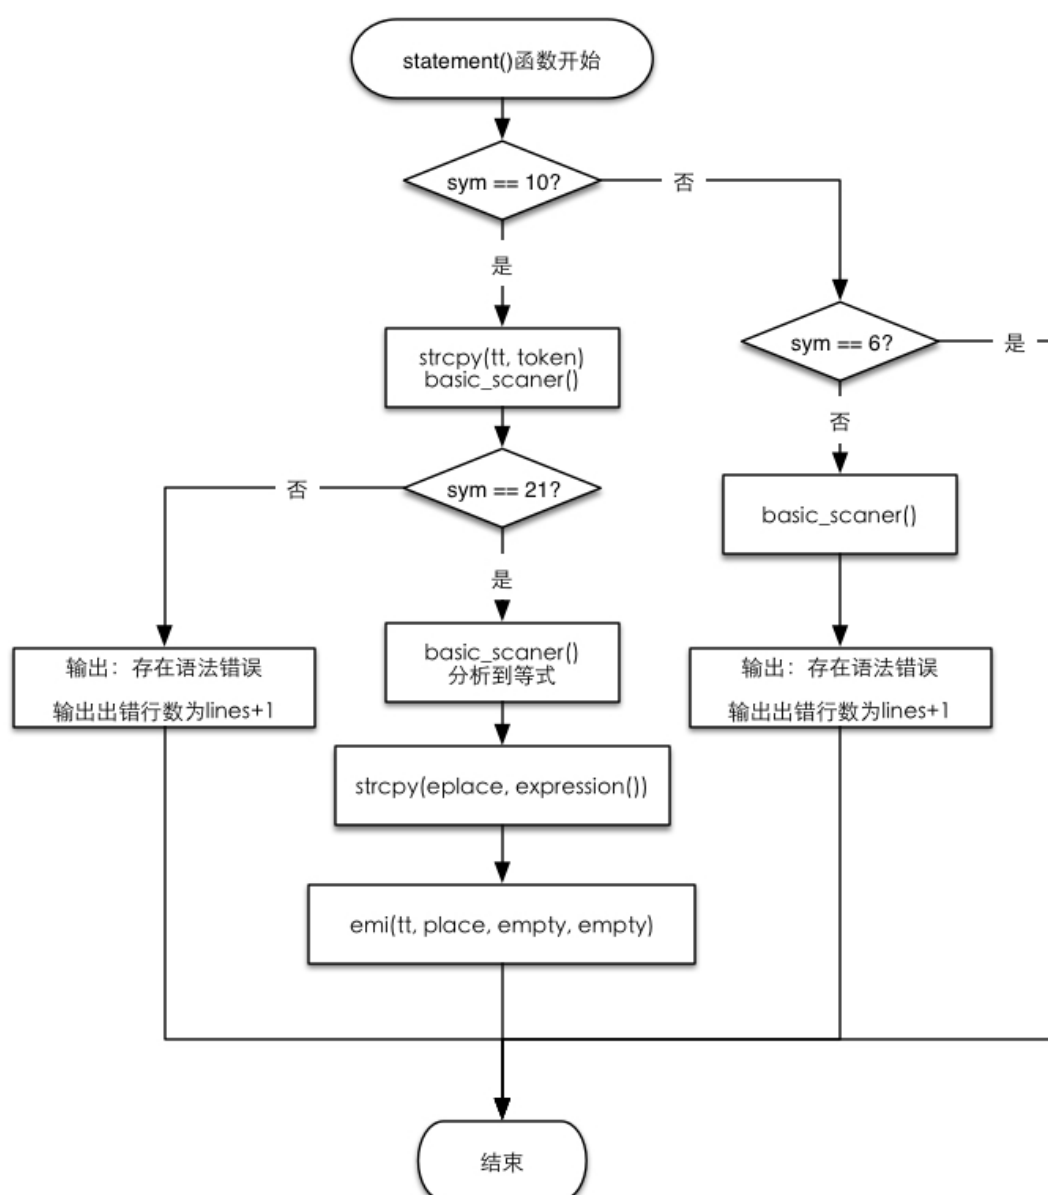 statement()函数开始
sym == 10?
否
是
sym == 6?
是
strcpy(tt, token)
basic_scaner()
否
sym == 21?
否
basic_scaner()
是
basic_scaner()
分析到等式
输出：存在语法错误
输出出错行数为lines+1
输出：存在语法错误
输出出错行数为lines+1
strcpy(eplace, expression())
emi(tt, place, empty, empty)
结束